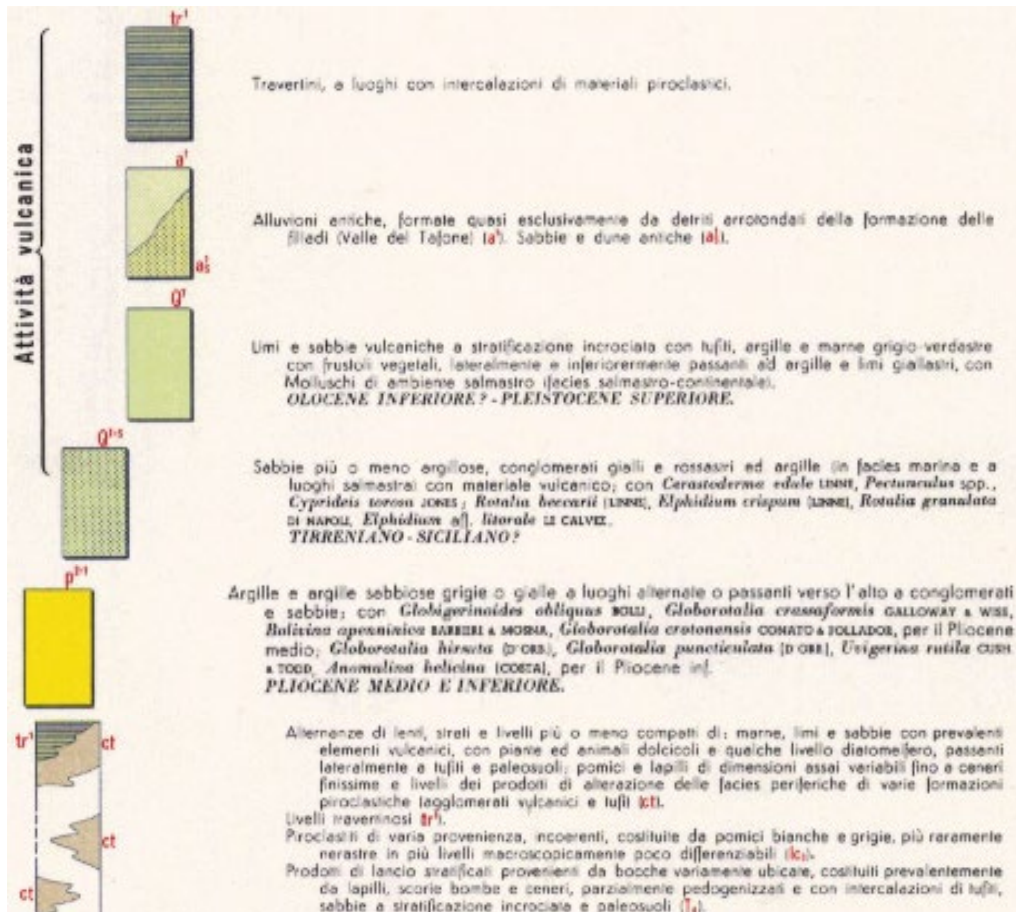 tr¹
Travertini, a luoghi con intercalazioni di materiali piroclastici.
Attività vulcanica
a¹
Alluvioni antiche, formate quasi esclusivamente da detriti arrotondati della formazione delle
filladi (Valle del Tafone) (a¹). Sabbie e dune antiche
a¹s
Q⁷
Limi e sabbie vulcaniche a stratificazione incrociata con tufiti, argille e marne grigio-verdastre
con frustoli vegetali, lateralmente e inferiormente passanti ad argille e limi giallastri, con
Molluschi di ambiente salmastro (facies salmastro-continentale).
OLOCENE INFERIORE? - PLEISTOCENE SUPERIORE.
Sabbie più o meno argillose, conglomerati gialli e rossastri ed argille (in facies marina e a
luoghi salmastra) con materiale vulcanico; con Cerastoderma edule LINNE, Pectunculus spp.,
Cyprideis torosa JONES; Rotalia beccarii (LINNE), Elphidium crispum (LINNE), Rotalia granulata
DI NAPOLI, Elphidium aff. litorale LE CALVEZ.
TIRRENIANO - SICILIANO?
Argille e argille sabbiose grigie o gialle a luoghi alternate o passanti verso l'alto a conglomerati
e sabbie; con Globigerinoides obliquus BOLLI, Globorotalia crassaformis GALLOWAY & WISS,
Bolivina apenninica BARBIERI & MOSNA, Globorotalia crotonensis CONATO & FOLLADOR, per il Pliocene
medio; Globorotalia hirsuta (D'ORB.), Globorotalia puncticulata (D'ORB.), Uvigerina rutila CUSH
& TODD, Anomalina helicina (COSTA), per il Pliocene inf.
PLIOCENE MEDIO E INFERIORE.
tr¹
ct
Alternanze di lenti, strati e livelli più o meno compatti di: marne, limi e sabbie con prevalenti
elementi vulcanici, con piante ed animali dolcicoli e qualche livello diatomeifero, passanti
lateralmente a tufiti e paleosuoli; pomici e lapilli di dimensioni assai variabili fino a ceneri
finissime e livelli dei prodotti di alterazione delle facies periferiche di varie formazioni
piroclastiche (agglomerati vulcanici e tufi) (ct).
Livelli travertinosi (tr¹).
ct
Piroclastiti di varia provenienza, incoerenti, costituite da pomici bianche e grigie, più raramente
nerastre in più livelli macroscopicamente poco differenziabili
ct
Prodotti di lancio stratificati provenienti da bocche variamente ubicate, costituiti prevalentemente
da lapilli, scorie bombe e ceneri, parzialmente pedogenizzati e con intercalazioni di tufiti,
sabbie a stratificazione incrociata e paleosuoli